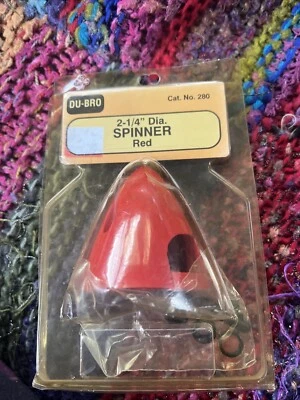 DU-BRO
Cat. No. 280
2-1/4" Dia.
SPINNER
Red